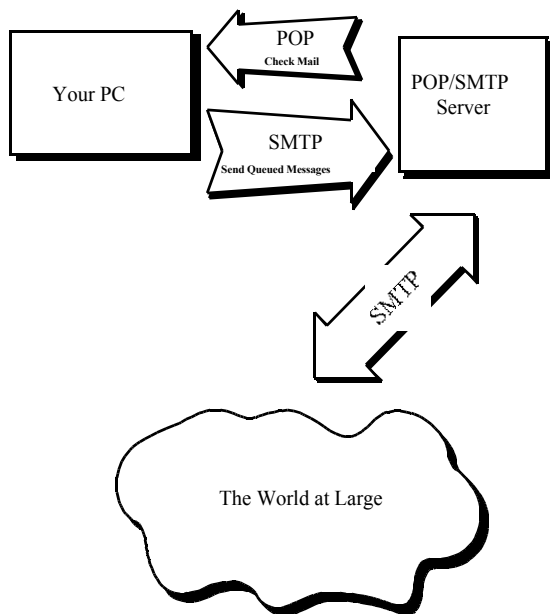 POP
Check Mail
Your PC
POP/SMTP
Server
SMTP
Send Queued Messages
SMTP
The World at Large